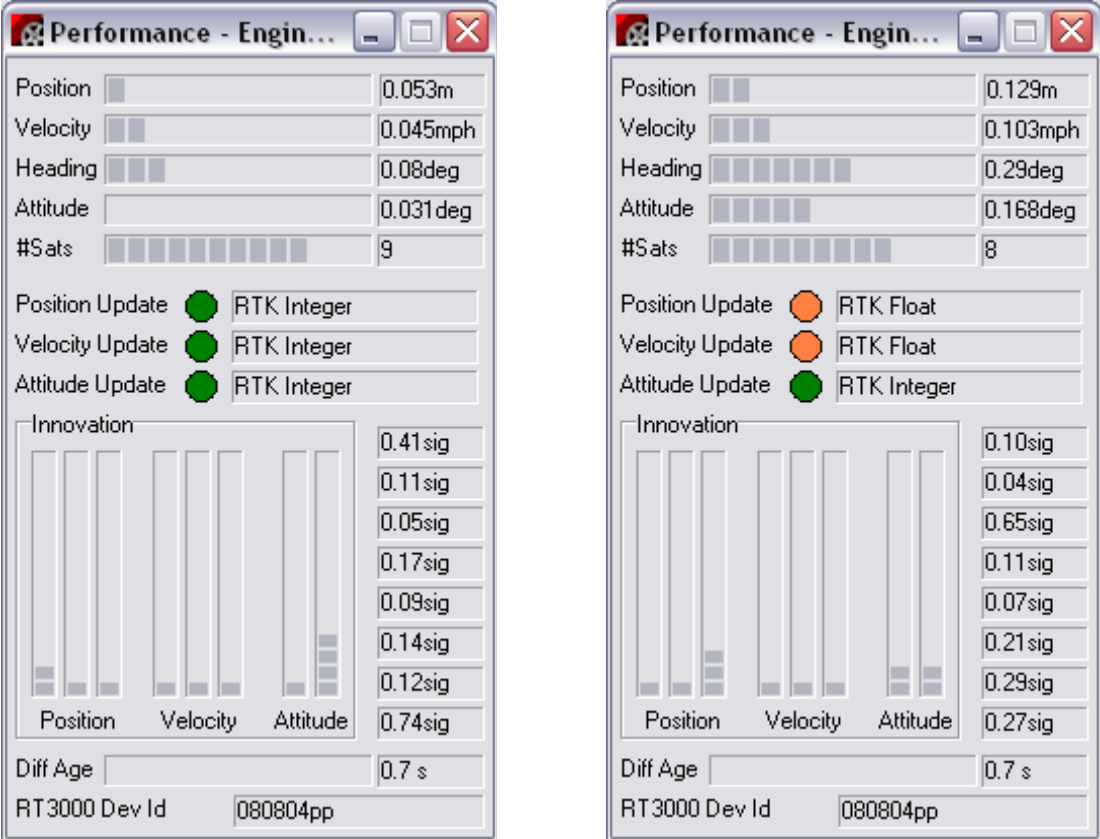 Performance - Engin...
Position 0.053m
Velocity 0.045mph
Heading 0.08deg
Attitude 0.031deg
#Sats 9
Position Update RTK Integer
Velocity Update RTK Integer
Attitude Update RTK Integer
Innovation
0.41sig
0.11sig
0.05sig
0.17sig
0.09sig
0.14sig
0.12sig
0.74sig
Position Velocity Attitude
Diff Age 0.7 s
RT3000 Dev Id 080804pp
Performance - Engin...
Position 0.129m
Velocity 0.103mph
Heading 0.29deg
Attitude 0.168deg
#Sats 8
Position Update RTK Float
Velocity Update RTK Float
Attitude Update RTK Integer
Innovation
0.10sig
0.04sig
0.65sig
0.11sig
0.07sig
0.21sig
0.29sig
0.27sig
Position Velocity Attitude
Diff Age 0.7 s
RT3000 Dev Id 080804pp